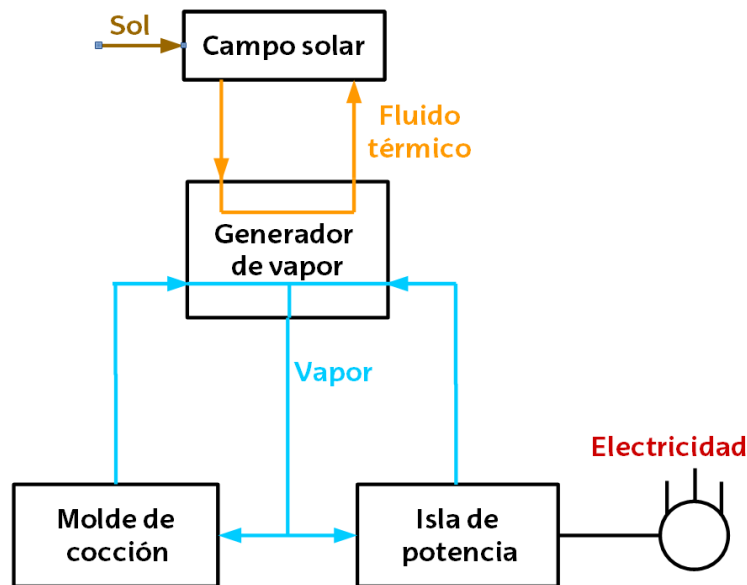 Sol
Campo solar
Fluido
térmico
Generador
de vapor
Vapor
Electricidad
Molde de
cocción
Isla de
potencia